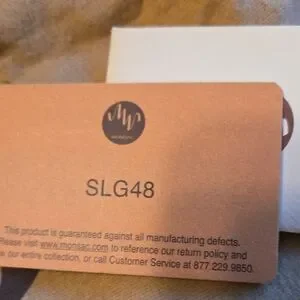 MONSAC
SLG48
This product is guaranteed against all manufacturing defects.
Please visit www.monsac.com to reference our return policy and
our entire collection, or call Customer Service at 877.229.9850.